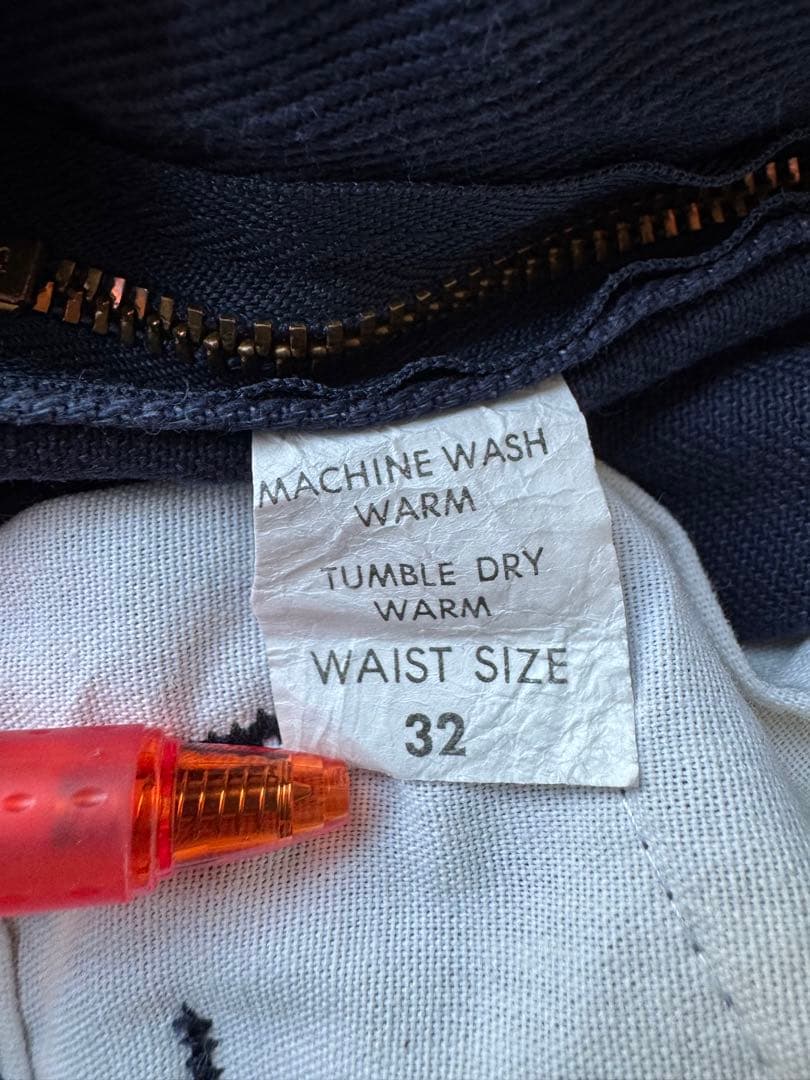 MACHINE WASH
WARM
TUMBLE DRY
WARM
WAIST SIZE
32